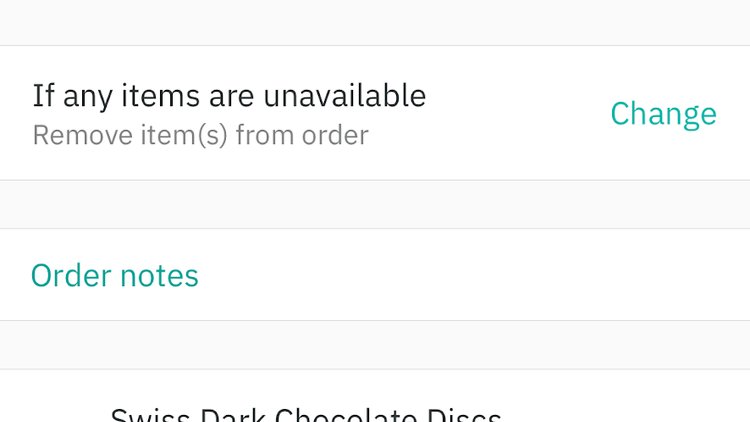 If any items are unavailable
Remove item(s) from order
Change
Order notes
Swiss Dark Chocolate Discs